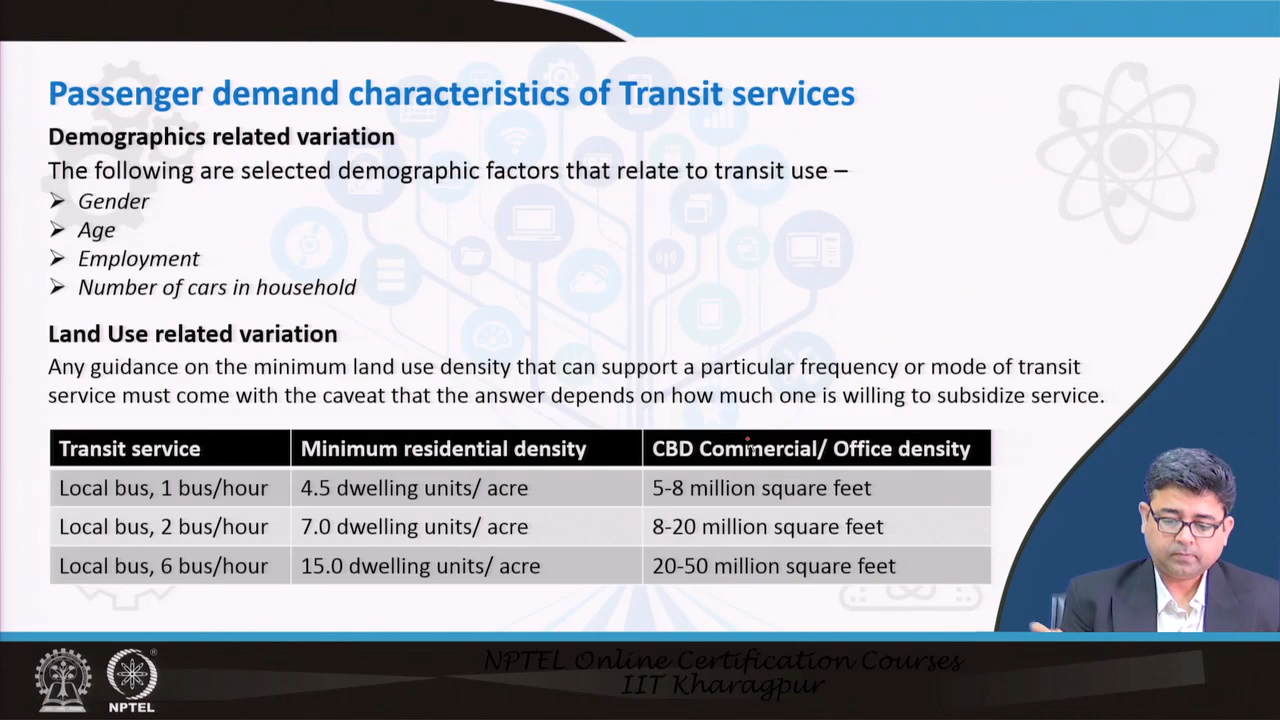 Passenger demand characteristics of Transit services
Demographics related variation
The following are selected demographic factors that relate to transit use –
Gender
Age
Employment
Number of cars in household
Land Use related variation
Any guidance on the minimum land use density that can support a particular frequency or mode of transit
service must come with the caveat that the answer depends on how much one is willing to subsidize service.
Transit service Minimum residential density CBD Commercial/ Office density
Local bus, 1 bus/hour 4.5 dwelling units/ acre 5-8 million square feet
Local bus, 2 bus/hour 7.0 dwelling units/ acre 8-20 million square feet
Local bus, 6 bus/hour 15.0 dwelling units/ acre 20-50 million square feet
NPTEL Online Certification Courses
IIT Kharagpur
NPTEL